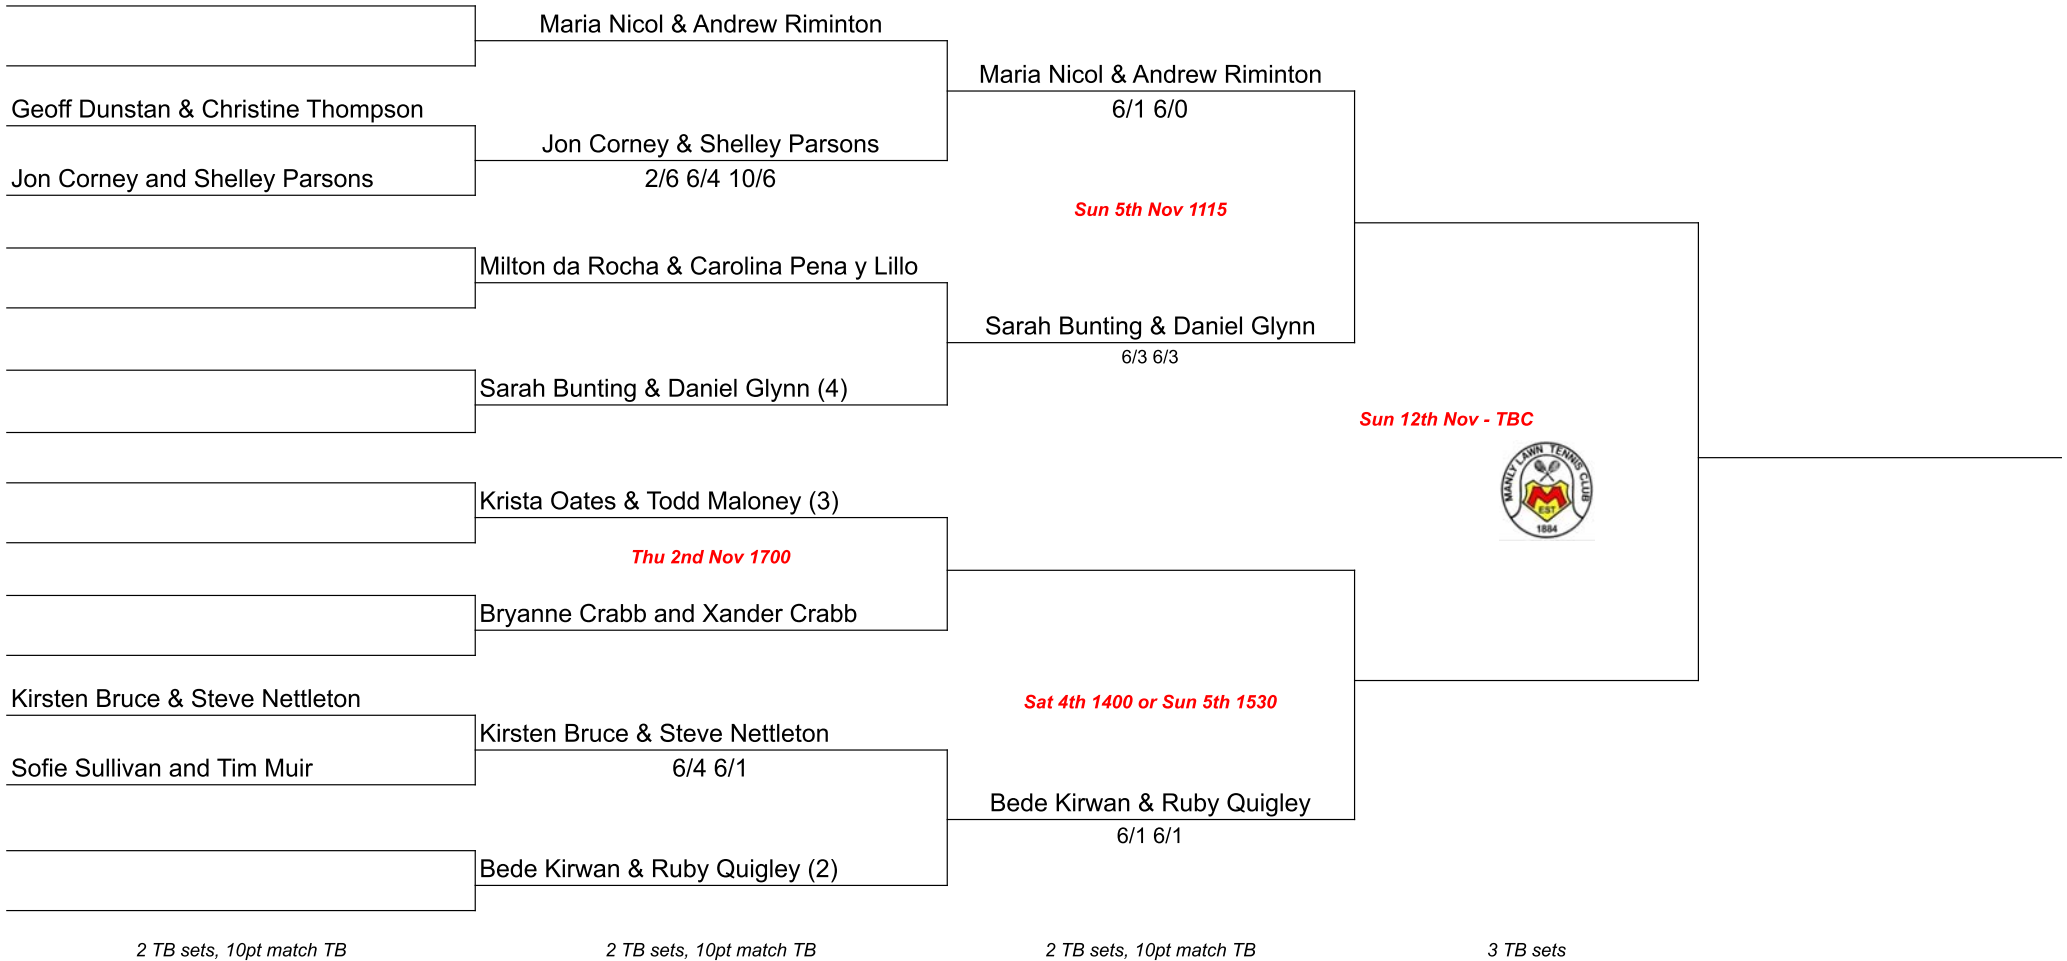 Maria Nicol & Andrew Riminton
Maria Nicol & Andrew Riminton
6/1 6/0
Geoff Dunstan & Christine Thompson
Jon Corney & Shelley Parsons
2/6 6/4 10/6
Jon Corney and Shelley Parsons
Sun 5th Nov 1115
Milton da Rocha & Carolina Pena y Lillo
Sarah Bunting & Daniel Glynn
6/3 6/3
Sarah Bunting & Daniel Glynn (4)
Sun 12th Nov - TBC
MANLY LAWN TENNIS CLUB
M
EST
1884
Krista Oates & Todd Maloney (3)
Thu 2nd Nov 1700
Bryanne Crabb and Xander Crabb
Kirsten Bruce & Steve Nettleton
Sat 4th 1400 or Sun 5th 1530
Kirsten Bruce & Steve Nettleton
6/4 6/1
Sofie Sullivan and Tim Muir
Bede Kirwan & Ruby Quigley
6/1 6/1
Bede Kirwan & Ruby Quigley (2)
2 TB sets, 10pt match TB
2 TB sets, 10pt match TB
2 TB sets, 10pt match TB
3 TB sets